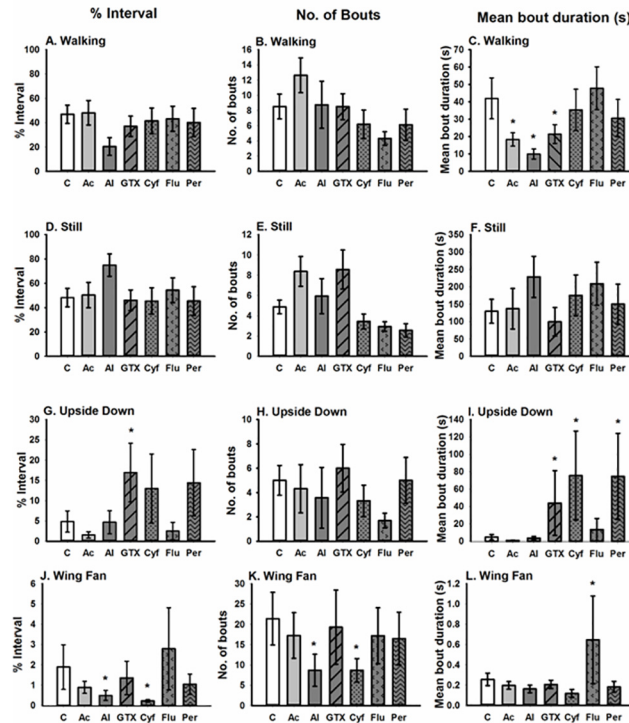 % Interval No. of Bouts Mean bout duration (s)
A. Walking
% Interval
100
80
60
40
20
0
C Ac Al GTX Cyf Flu Per
B. Walking
No. of bouts
16
14
12
10
8
6
4
2
0
C Ac Al GTX Cyf Flu Per
C. Walking
Mean bout duration (s)
70
60
50
40
30
20
10
0
* * *
C Ac Al GTX Cyf Flu Per
D. Still
% Interval
100
80
60
40
20
0
C Ac Al GTX Cyf Flu Per
E. Still
No. of bouts
12
10
8
6
4
2
0
C Ac Al GTX Cyf Flu Per
F. Still
Mean bout duration (s)
350
300
250
200
150
100
50
0
C Ac Al GTX Cyf Flu Per
G. Upside Down
% Interval
30
25
20
15
10
5
0
*
C Ac Al GTX Cyf Flu Per
H. Upside Down
No. of bouts
10
8
6
4
2
0
C Ac Al GTX Cyf Flu Per
I. Upside Down
Mean bout duration (s)
140
120
100
80
60
40
20
0
* * *
C Ac Al GTX Cyf Flu Per
J. Wing Fan
% Interval
6
5
4
3
2
1
0
* *
C Ac Al GTX Cyf Flu Per
K. Wing Fan
No. of bouts
30
25
20
15
10
5
0
* *
C Ac Al GTX Cyf Flu Per
L. Wing Fan
Mean bout duration (s)
1.2
1.0
0.8
0.6
0.4
0.2
0.0
*
C Ac Al GTX Cyf Flu Per